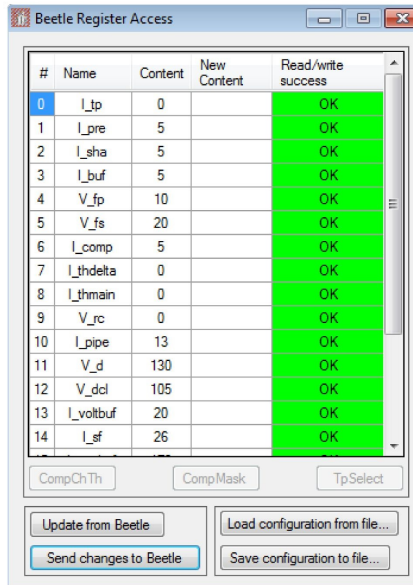 Beetle Register Access
# Name Content New Content Read/write success
0 I_tp 0 OK
1 I_pre 5 OK
2 I_sha 5 OK
3 I_buf 5 OK
4 V_fp 10 OK
5 V_fs 20 OK
6 I_comp 5 OK
7 I_thdelta 0 OK
8 I_thmain 0 OK
9 V_rc 0 OK
10 I_pipe 13 OK
11 V_d 130 OK
12 V_dcl 105 OK
13 I_voltbuf 20 OK
14 I_sf 26 OK
CompChTh CompMask TpSelect
Update from Beetle Load configuration from file...
Send changes to Beetle Save configuration to file...